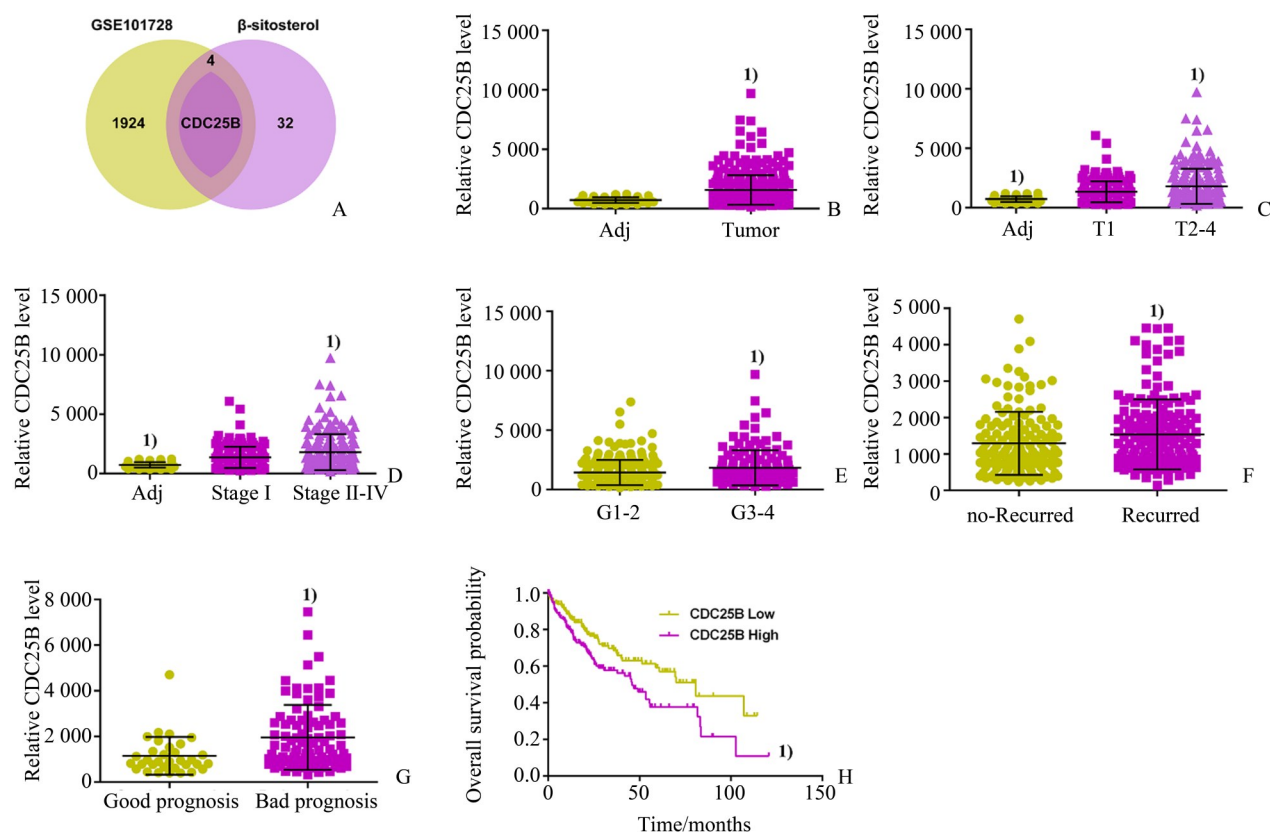 GSE101728
β-sitosterol
4
1924
CDC25B
32
A
Relative CDC25B level
15 000
10 000
5 000
0
1)
Adj
Tumor
B
Relative CDC25B level
15 000
10 000
5 000
0
1)
1)
Adj
T1
T2-4
C
Relative CDC25B level
15 000
10 000
5 000
0
1)
1)
Adj
Stage I
Stage II-IV
D
Relative CDC25B level
15 000
10 000
5 000
0
1)
G1-2
G3-4
E
Relative CDC25B level
5 000
4 000
3 000
2 000
1 000
0
1)
no-Recurred
Recurred
F
Relative CDC25B level
8 000
6 000
4 000
2 000
0
1)
Good prognosis
Bad prognosis
G
Overall survival probability
1.0
0.8
0.6
0.4
0.2
0.0
CDC25B Low
CDC25B High
1)
0
50
100
150
Time/months
H